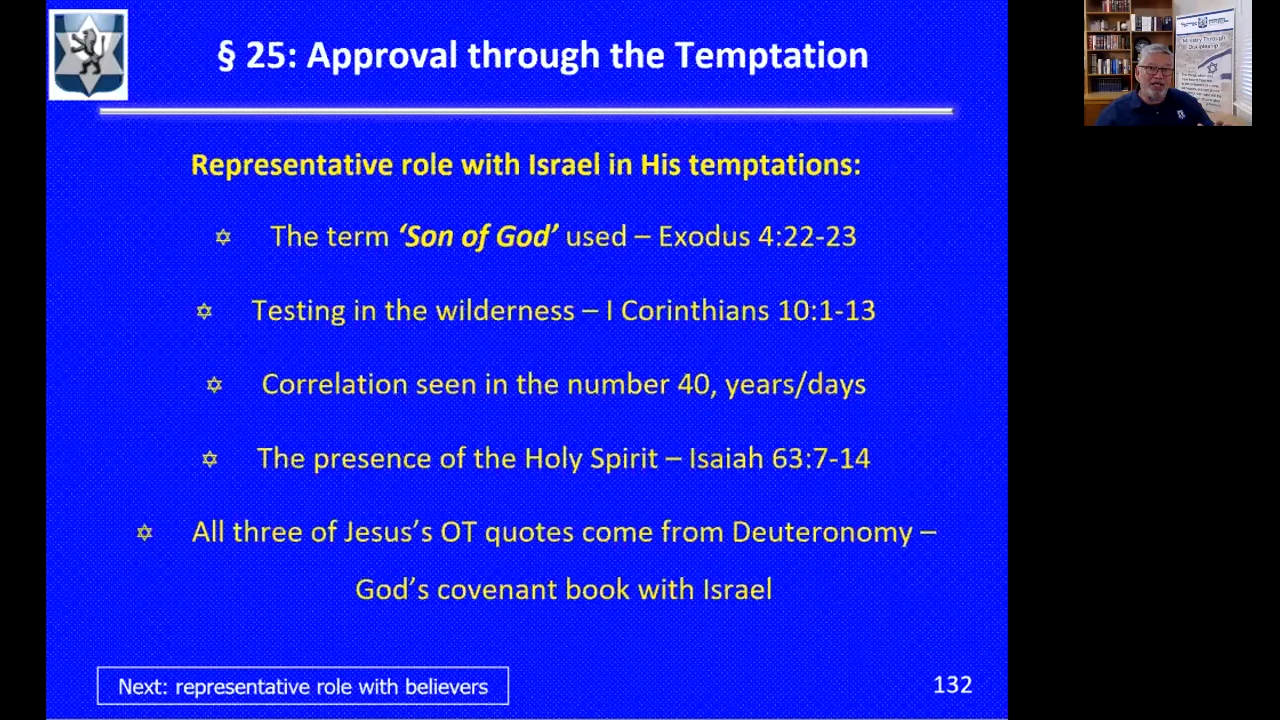 § 25: Approval through the Temptation
Representative role with Israel in His temptations:
The term ‘Son of God’ used – Exodus 4:22-23
Testing in the wilderness – I Corinthians 10:1-13
Correlation seen in the number 40, years/days
The presence of the Holy Spirit – Isaiah 63:7-14
All three of Jesus’s OT quotes come from Deuteronomy –
God’s covenant book with Israel
Next: representative role with believers
132
Ministry Through
Discipleship